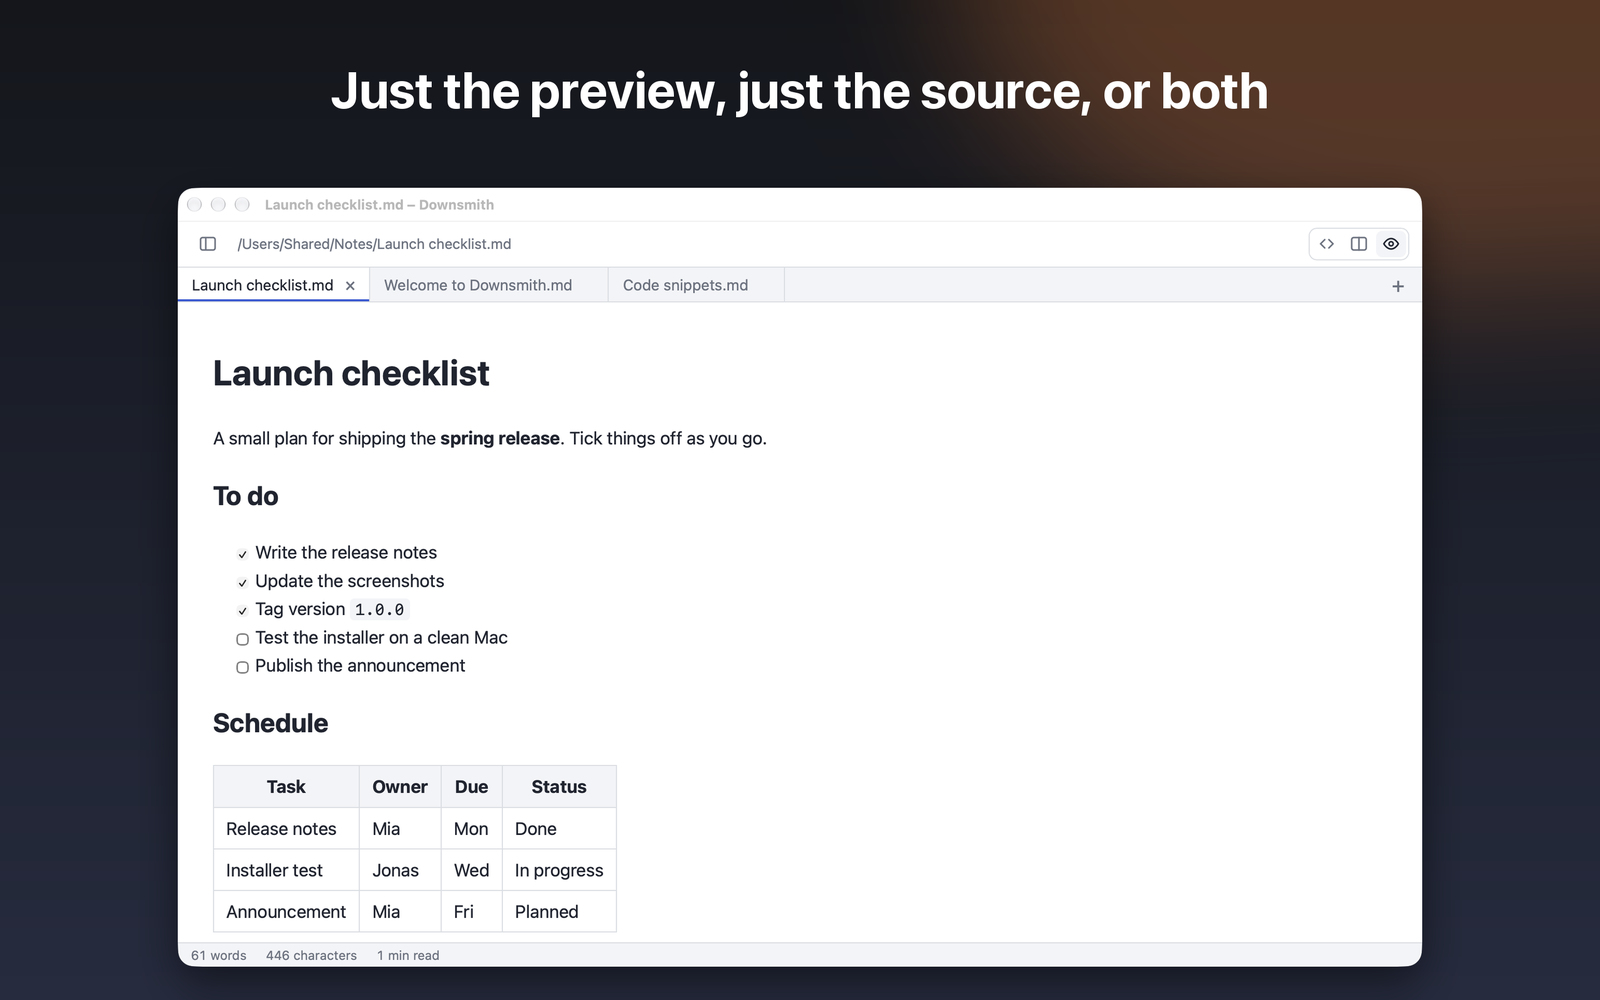 Just the preview, just the source, or both
Launch checklist.md – Downsmith
/Users/Shared/Notes/Launch checklist.md
Launch checklist.md
Welcome to Downsmith.md
Code snippets.md
Launch checklist
A small plan for shipping the spring release. Tick things off as you go.
To do
Write the release notes
Update the screenshots
Tag version 1.0.0
Test the installer on a clean Mac
Publish the announcement
Schedule
Task Owner Due Status
Release notes Mia Mon Done
Installer test Jonas Wed In progress
Announcement Mia Fri Planned
61 words 446 characters 1 min read